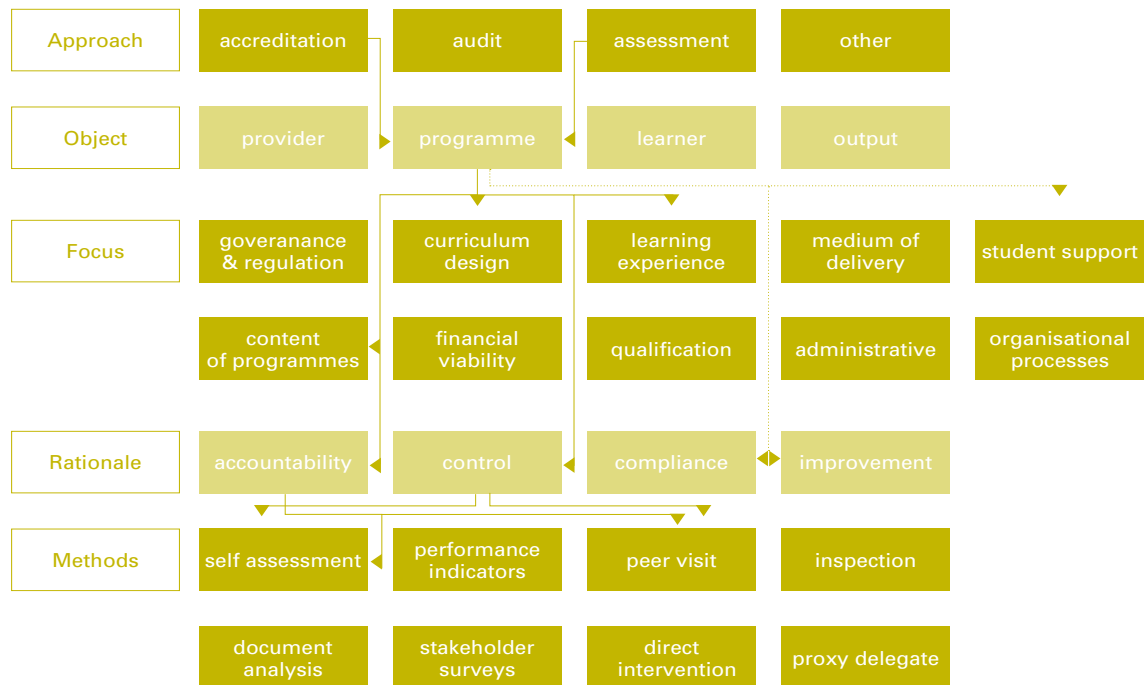 Approach
accreditation
audit
assessment
other
Object
provider
programme
learner
output
Focus
goveranance
& regulation
curriculum
design
learning
experience
medium of
delivery
student support
content
of programmes
financial
viability
qualification
administrative
organisational
processes
Rationale
accountability
control
compliance
improvement
Methods
self assessment
performance
indicators
peer visit
inspection
document
analysis
stakeholder
surveys
direct
intervention
proxy delegate